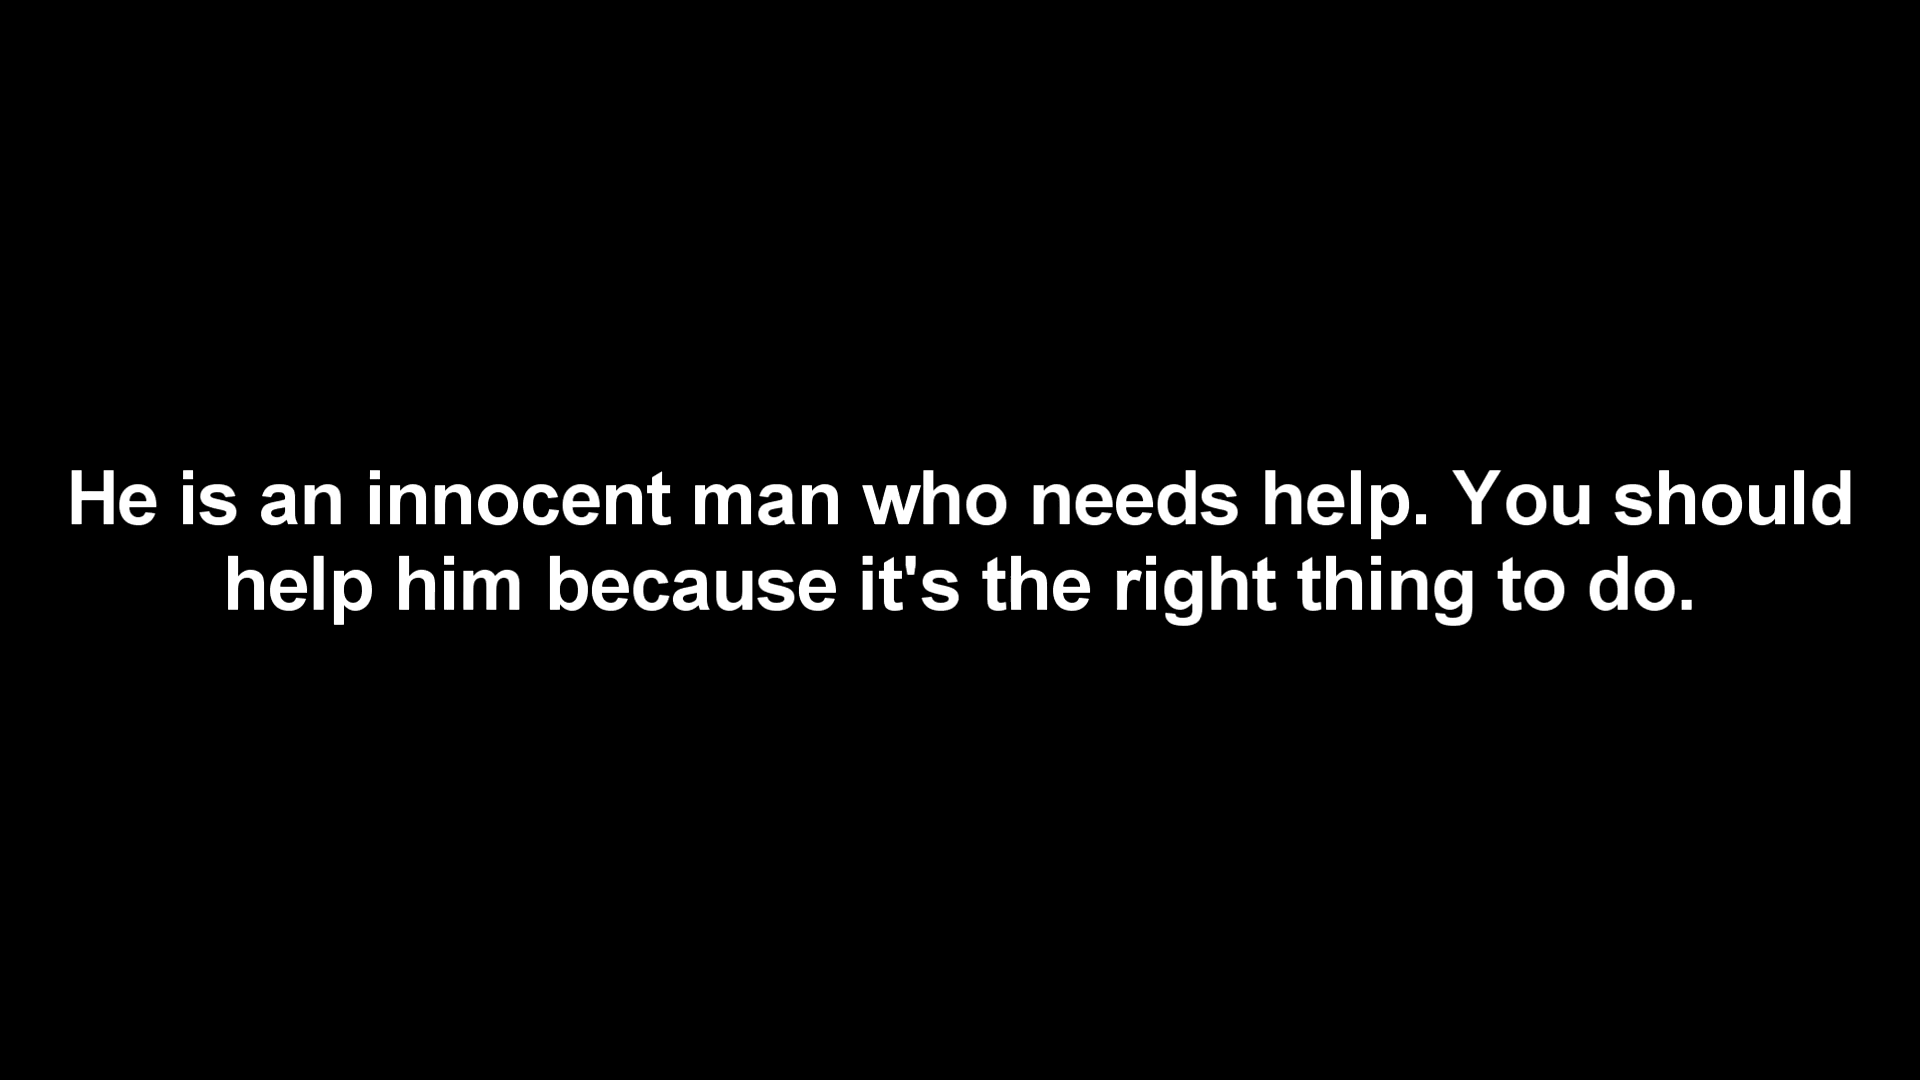 He is an innocent man who needs help. You should
help him because it's the right thing to do.